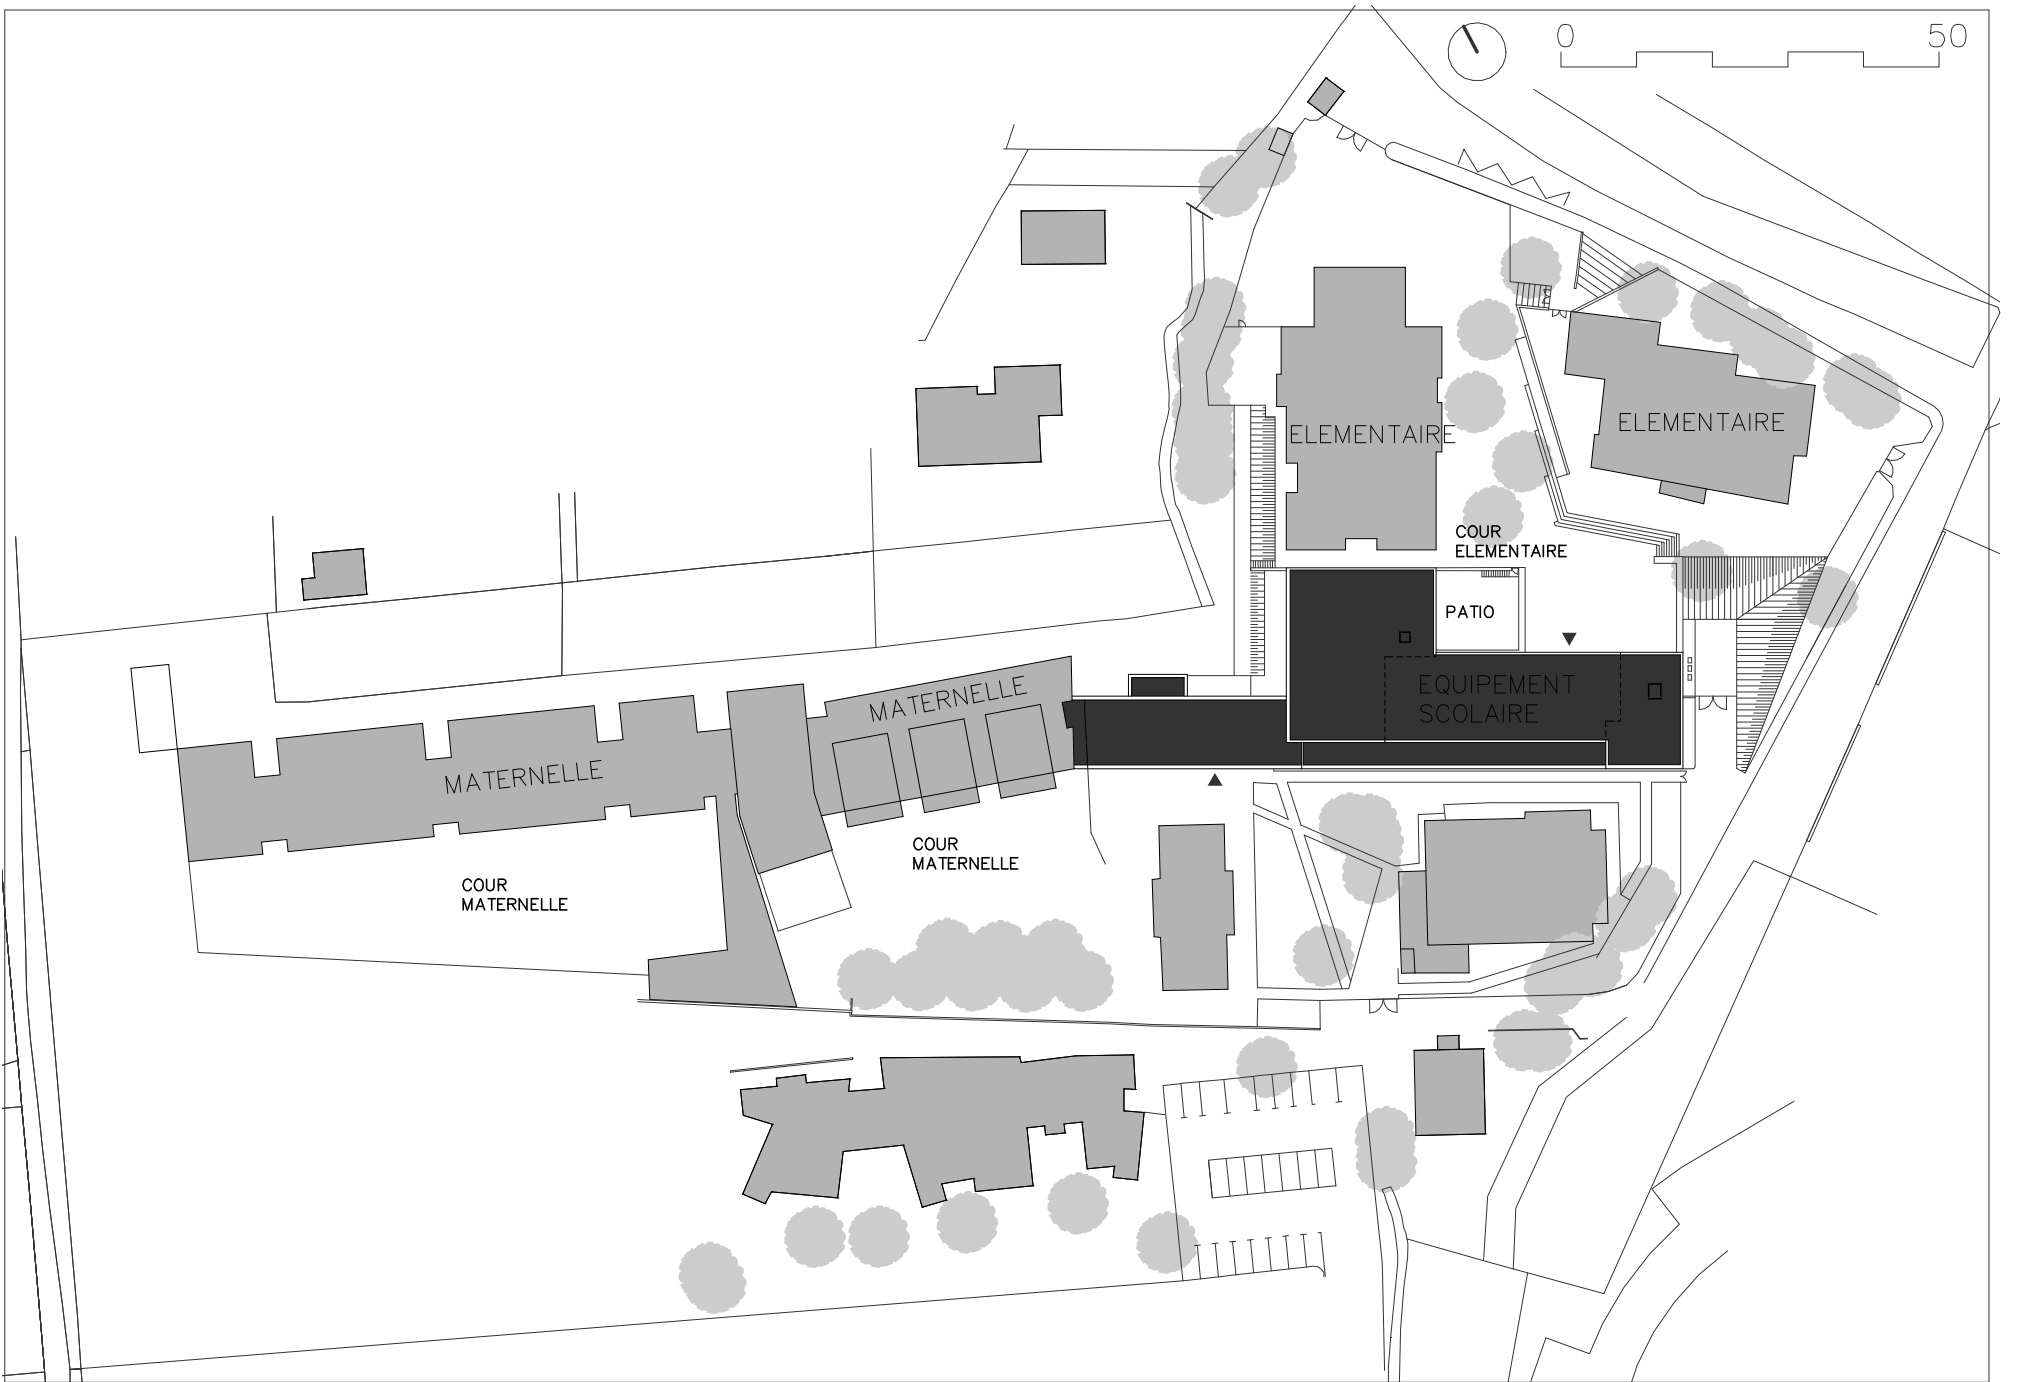 0 50
ELEMENTAIRE
ELEMENTAIRE
COUR
ELEMENTAIRE
PATIO
EQUIPEMENT
SCOLAIRE
MATERNELLE
MATERNELLE
COUR
MATERNELLE
COUR
MATERNELLE